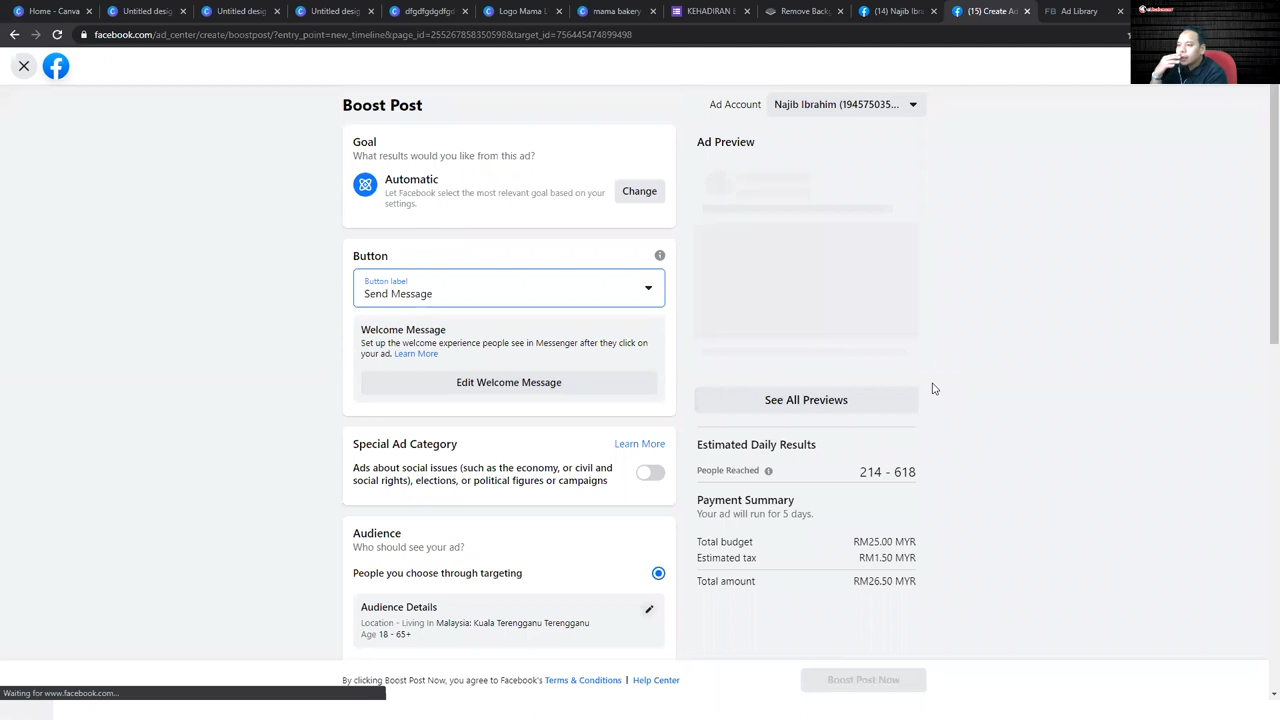 Home - Canva
Untitled desig
Untitled desig
Untitled desig
dfgdfgdgdfgd
Logo Mama
mama bakery
KEHADIRAN
Remove Back
(14) Najib Ibra
(15) Create Ad
Ad Library
facebook.com/ad_center/create/boostpost/?entry_point=new_timeline&page_id=255267858350598&target_id=756445474899498
Boost Post
Ad Account
Najib Ibrahim (194575035...
Goal
What results would you like from this ad?
Automatic
Let Facebook select the most relevant goal based on your
settings.
Change
Button
Button label
Send Message
Welcome Message
Set up the welcome experience people see in Messenger after they click on
your ad. Learn More
Edit Welcome Message
Special Ad Category
Learn More
Ads about social issues (such as the economy, or civil and
social rights), elections, or political figures or campaigns
Audience
Who should see your ad?
People you choose through targeting
Audience Details
Location - Living In Malaysia: Kuala Terengganu Terengganu
Age 18 - 65+
Ad Preview
See All Previews
Estimated Daily Results
People Reached
214 - 618
Payment Summary
Your ad will run for 5 days.
Total budget RM25.00 MYR
Estimated tax RM1.50 MYR
Total amount RM26.50 MYR
By clicking Boost Post Now, you agree to Facebook's Terms & Conditions | Help Center
Boost Post Now
Waiting for www.facebook.com...